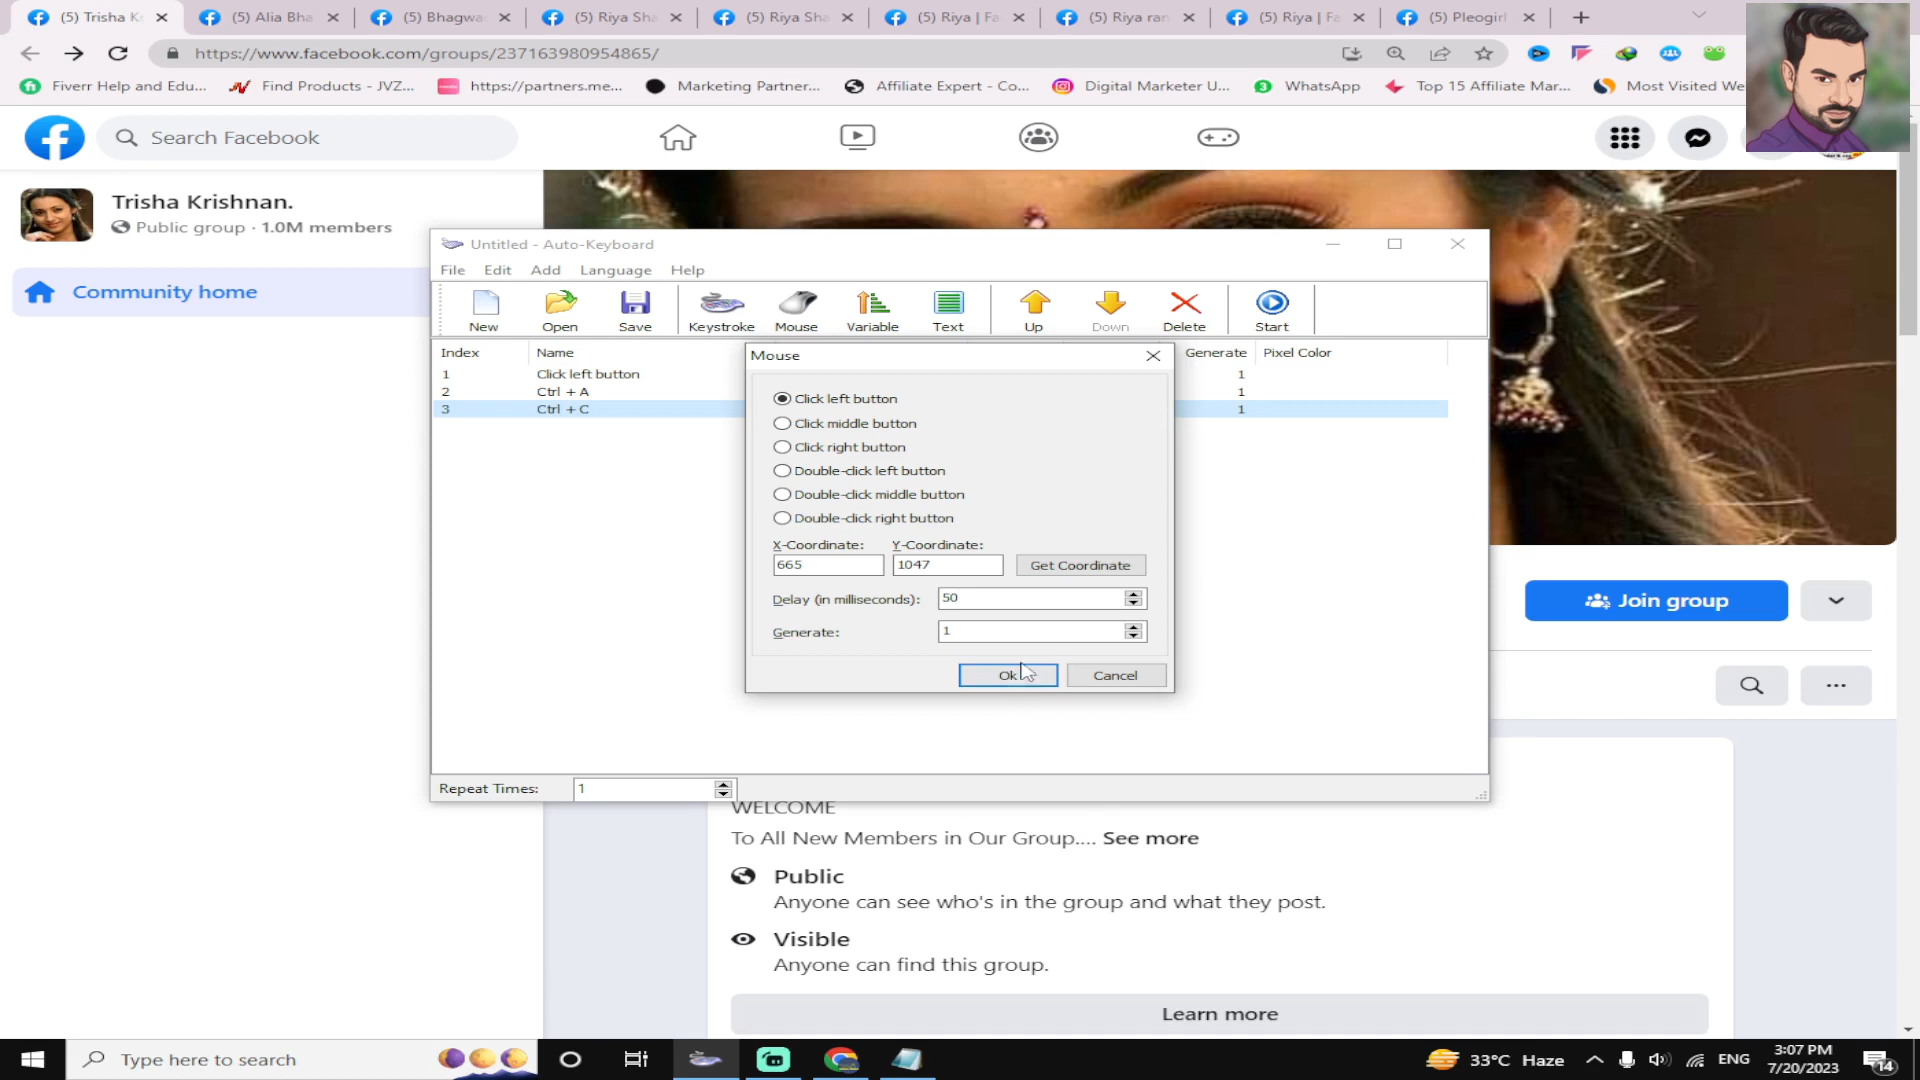 (5) Trisha K
(5) Alia Bha
(5) Bhagwa
(5) Riya Sha
(5) Riya Sha
(5) Riya | Fa
(5) Riya ran
(5) Riya | Fa
(5) Pleogirl
https://www.facebook.com/groups/237163980954865/
Fiverr Help and Edu...
Find Products - JVZ...
https://partners.me...
Marketing Partner...
Affiliate Expert - Co...
Digital Marketer U...
WhatsApp
Top 15 Affiliate Mar...
Most Visited We
Search Facebook
Trisha Krishnan.
Public group · 1.0M members
Community home
Untitled - Auto-Keyboard
File Edit Add Language Help
New Open Save Keystroke Mouse Variable Text Up Down Delete Start
Index Name Generate Pixel Color
1 Click left button 1
2 Ctrl + A 1
3 Ctrl + C 1
Mouse
Click left button
Click middle button
Click right button
Double-click left button
Double-click middle button
Double-click right button
X-Coordinate: Y-Coordinate:
665 1047 Get Coordinate
Delay (in milliseconds): 50
Generate: 1
Ok Cancel
Join group
Repeat Times: 1
WELCOME
To All New Members in Our Group.... See more
Public
Anyone can see who's in the group and what they post.
Visible
Anyone can find this group.
Learn more
Type here to search
33°C Haze
ENG
3:07 PM
7/20/2023
14